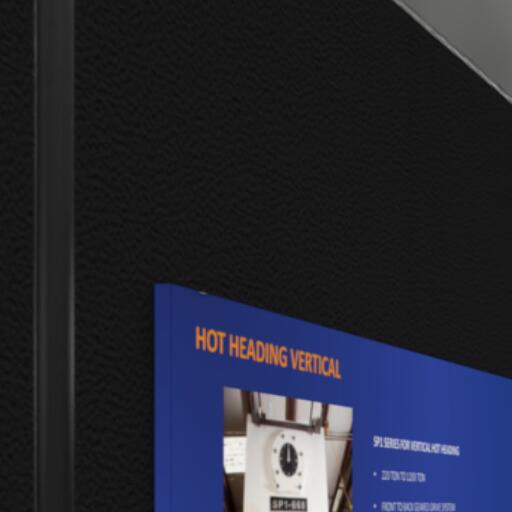 HOT HEADING VERTICAL
SP1 SERIES FOR VERTICAL HOT HEADING
• 220 TON TO 1200 TON
• FRONT TO BACK GEARED DRIVE SYSTEM
SP1-660